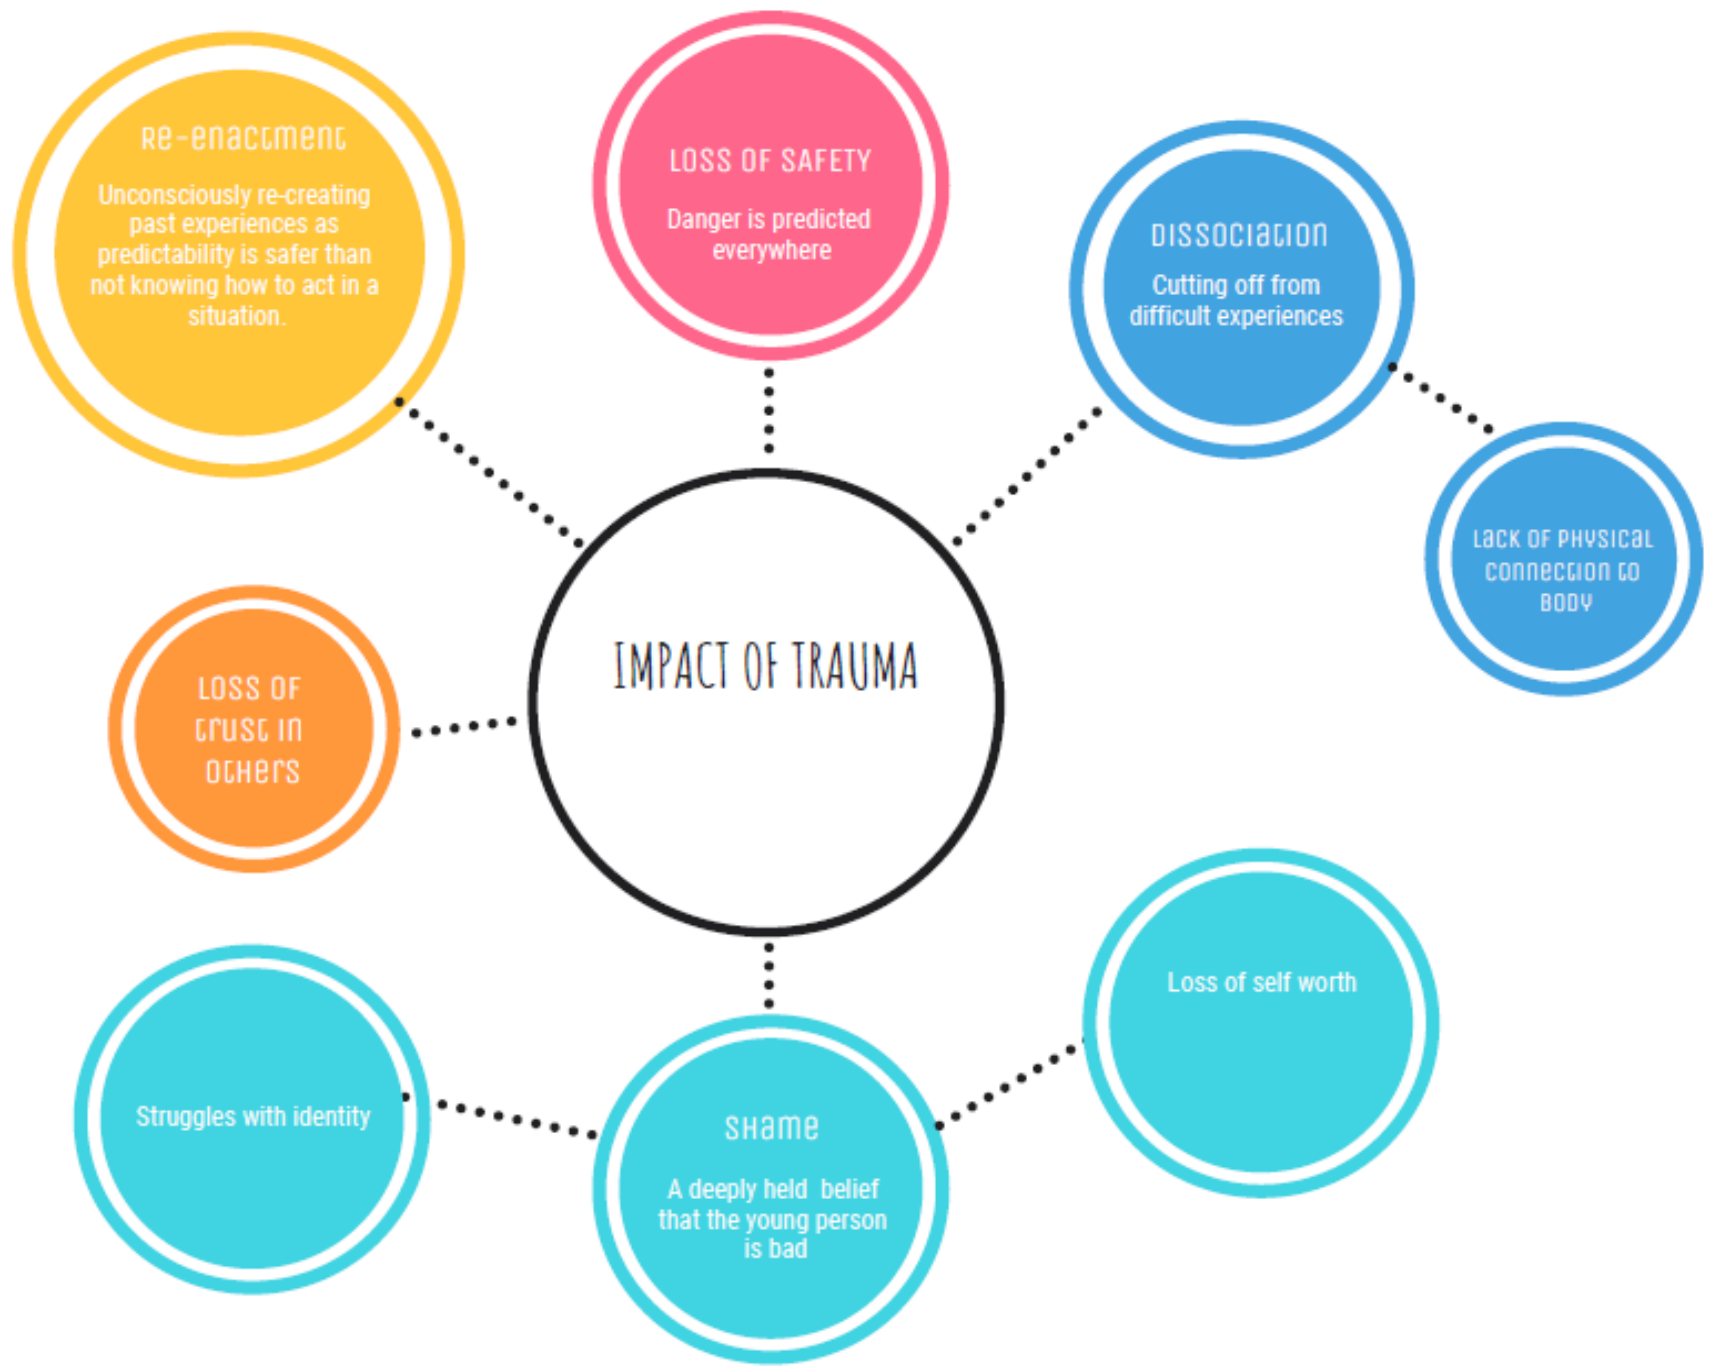 Re-enactment
Unconsciously re-creating
past experiences as
predictability is safer than
not knowing how to act in a
situation.
LOSS OF SAFETY
Danger is predicted
everywhere
Dissociation
Cutting off from
difficult experiences
Lack of physical
connection to
body
IMPACT OF TRAUMA
LOSS OF
trust in
others
Loss of self worth
Struggles with identity
Shame
A deeply held  belief
that the young person
is bad